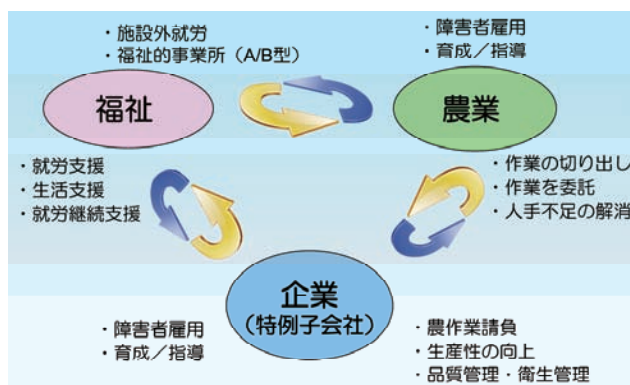 ・施設外就労
・福祉的事業所（A/B型）
・障害者雇用
・育成／指導
福祉
農業
・就労支援
・生活支援
・就労継続支援
・作業の切り出し
・作業を委託
・人手不足の解消
企業
（特例子会社）
・障害者雇用
・育成／指導
・農作業請負
・生産性の向上
・品質管理・衛生管理